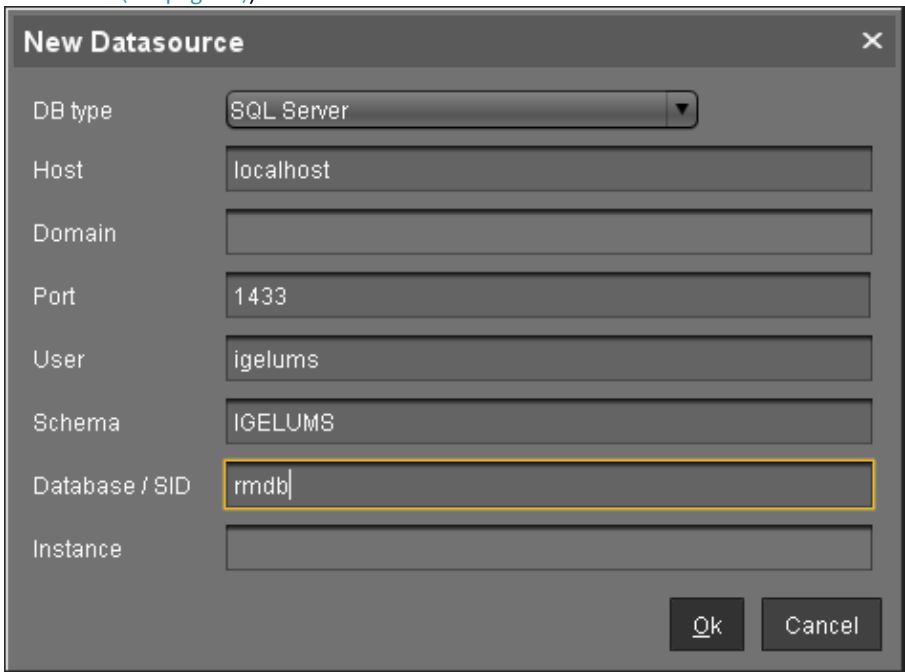 New Datasource ×
DB type SQL Server
Host localhost
Domain
Port 1433
User igelums
Schema IGELUMS
Database / SID rmdb
Instance
Ok Cancel